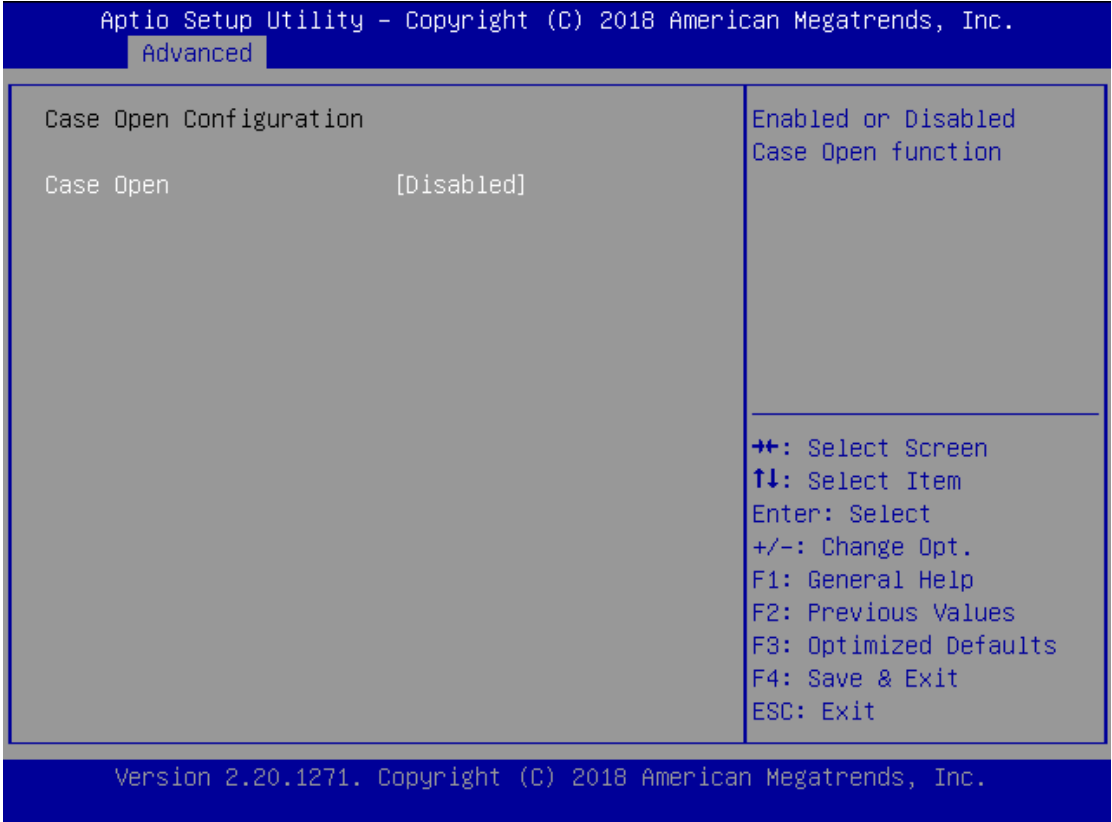 Aptio Setup Utility – Copyright (C) 2018 American Megatrends, Inc.
Advanced
Case Open Configuration
Case Open [Disabled]
Enabled or Disabled
Case Open function
→←: Select Screen
↑↓: Select Item
Enter: Select
+/-: Change Opt.
F1: General Help
F2: Previous Values
F3: Optimized Defaults
F4: Save & Exit
ESC: Exit
Version 2.20.1271. Copyright (C) 2018 American Megatrends, Inc.